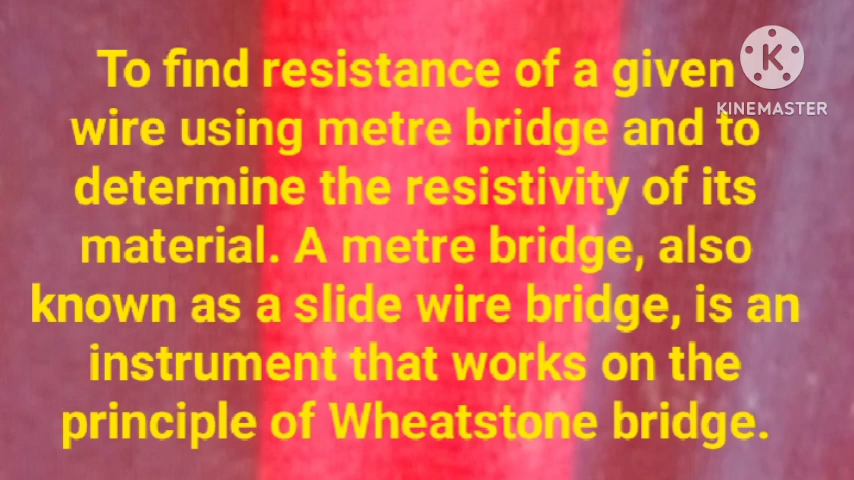 To find resistance of a given
KINEMASTER
wire using metre bridge and to
determine the resistivity of its
material. A metre bridge, also
known as a slide wire bridge, is an
instrument that works on the
principle of Wheatstone bridge.